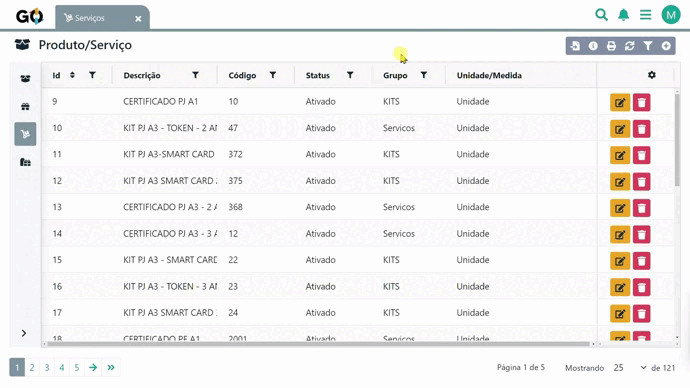 GO
Serviços
M
Produto/Serviço
Id Descrição Código Status Grupo Unidade/Medida
9 CERTIFICADO PJ A1 10 Ativado KITS Unidade
10 KIT PJ A3 - TOKEN - 2 AN 47 Ativado Servicos Unidade
11 KIT PJ A3-SMART CARD 372 Ativado KITS Unidade
12 KIT PJ A3 SMART CARD 375 Ativado KITS Unidade
13 CERTIFICADO PJ A3 - 2 A 368 Ativado Servicos Unidade
14 CERTIFICADO PJ A3 - 3 A 12 Ativado Servicos Unidade
15 KIT PJ A3 - SMART CARD 22 Ativado KITS Unidade
16 KIT PJ A3 - TOKEN - 3 AN 23 Ativado KITS Unidade
17 KIT PJ A3 SMART CARD 24 Ativado KITS Unidade
18 CERTIFICADO PF A1 2001 Ativado Servicos Unidade
1 2 3 4 5 Página 1 de 5 Mostrando 25 de 121